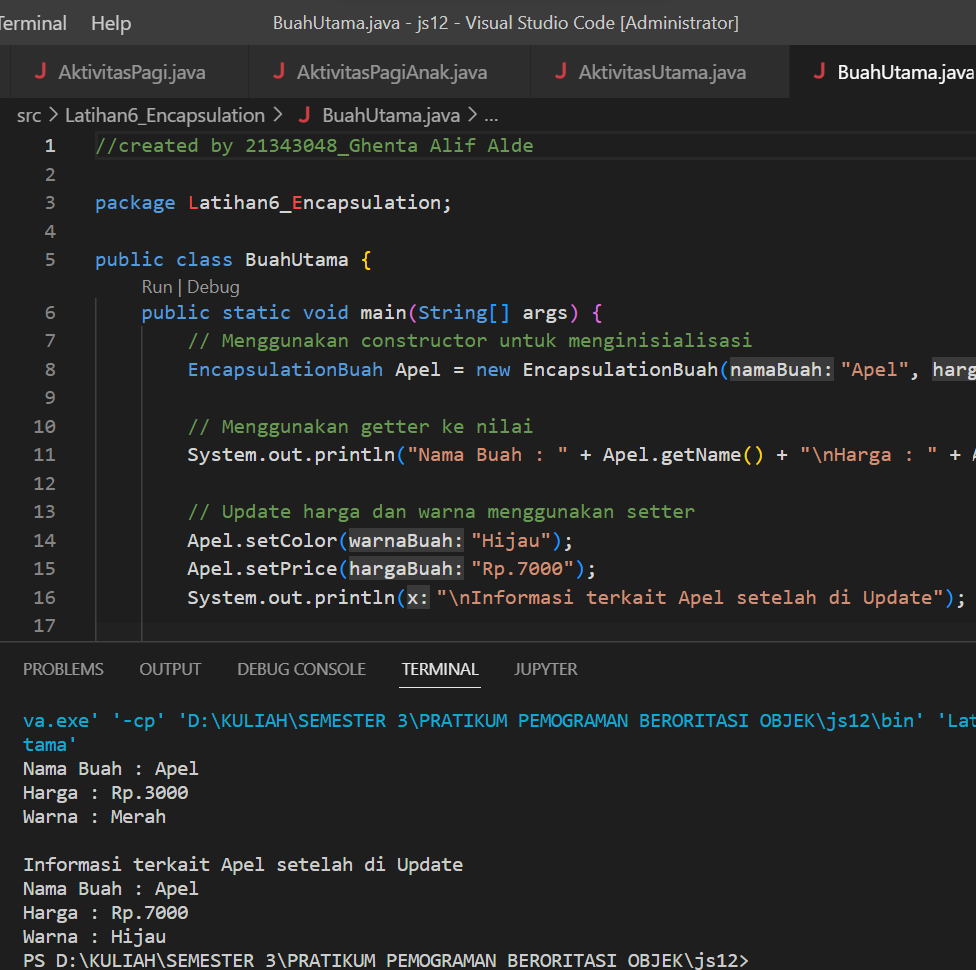 Terminal Help BuahUtama.java - js12 - Visual Studio Code [Administrator]
J AktivitasPagi.java J AktivitasPagiAnak.java J AktivitasUtama.java J BuahUtama.java
src > Latihan6_Encapsulation > J BuahUtama.java > ...
1 //created by 21343048_Ghenta Alif Alde
2
3 package Latihan6_Encapsulation;
4
5 public class BuahUtama {
Run | Debug
6 public static void main(String[] args) {
7 // Menggunakan constructor untuk menginisialisasi
8 EncapsulationBuah Apel = new EncapsulationBuah(namaBuah: "Apel", harg
9
10 // Menggunakan getter ke nilai
11 System.out.println("Nama Buah : " + Apel.getName() + "\nHarga : " + A
12
13 // Update harga dan warna menggunakan setter
14 Apel.setColor(warnaBuah: "Hijau");
15 Apel.setPrice(hargaBuah: "Rp.7000");
16 System.out.println(x: "\nInformasi terkait Apel setelah di Update");
17
PROBLEMS OUTPUT DEBUG CONSOLE TERMINAL JUPYTER
va.exe' '-cp' 'D:\KULIAH\SEMESTER 3\PRATIKUM PEMOGRAMAN BERORITASI OBJEK\js12\bin' 'Lat
tama'
Nama Buah : Apel
Harga : Rp.3000
Warna : Merah
Informasi terkait Apel setelah di Update
Nama Buah : Apel
Harga : Rp.7000
Warna : Hijau
PS D:\KULIAH\SEMESTER 3\PRATIKUM PEMOGRAMAN BERORITASI OBJEK\js12>